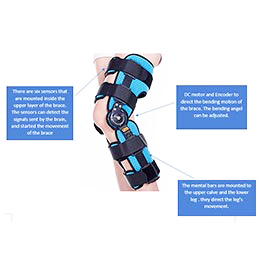 There are six sensors that
are mounted inside the
upper layer of the brace.
The sensors can detect the
signals sent by the brain,
and started the movement
of the brace
DC motor and Encoder to
direct the bending motion of
the brace. The bending angel
can be adjusted.
The mental bars are mounted to
the upper calve and the lower
leg , they direct the leg's
movement.